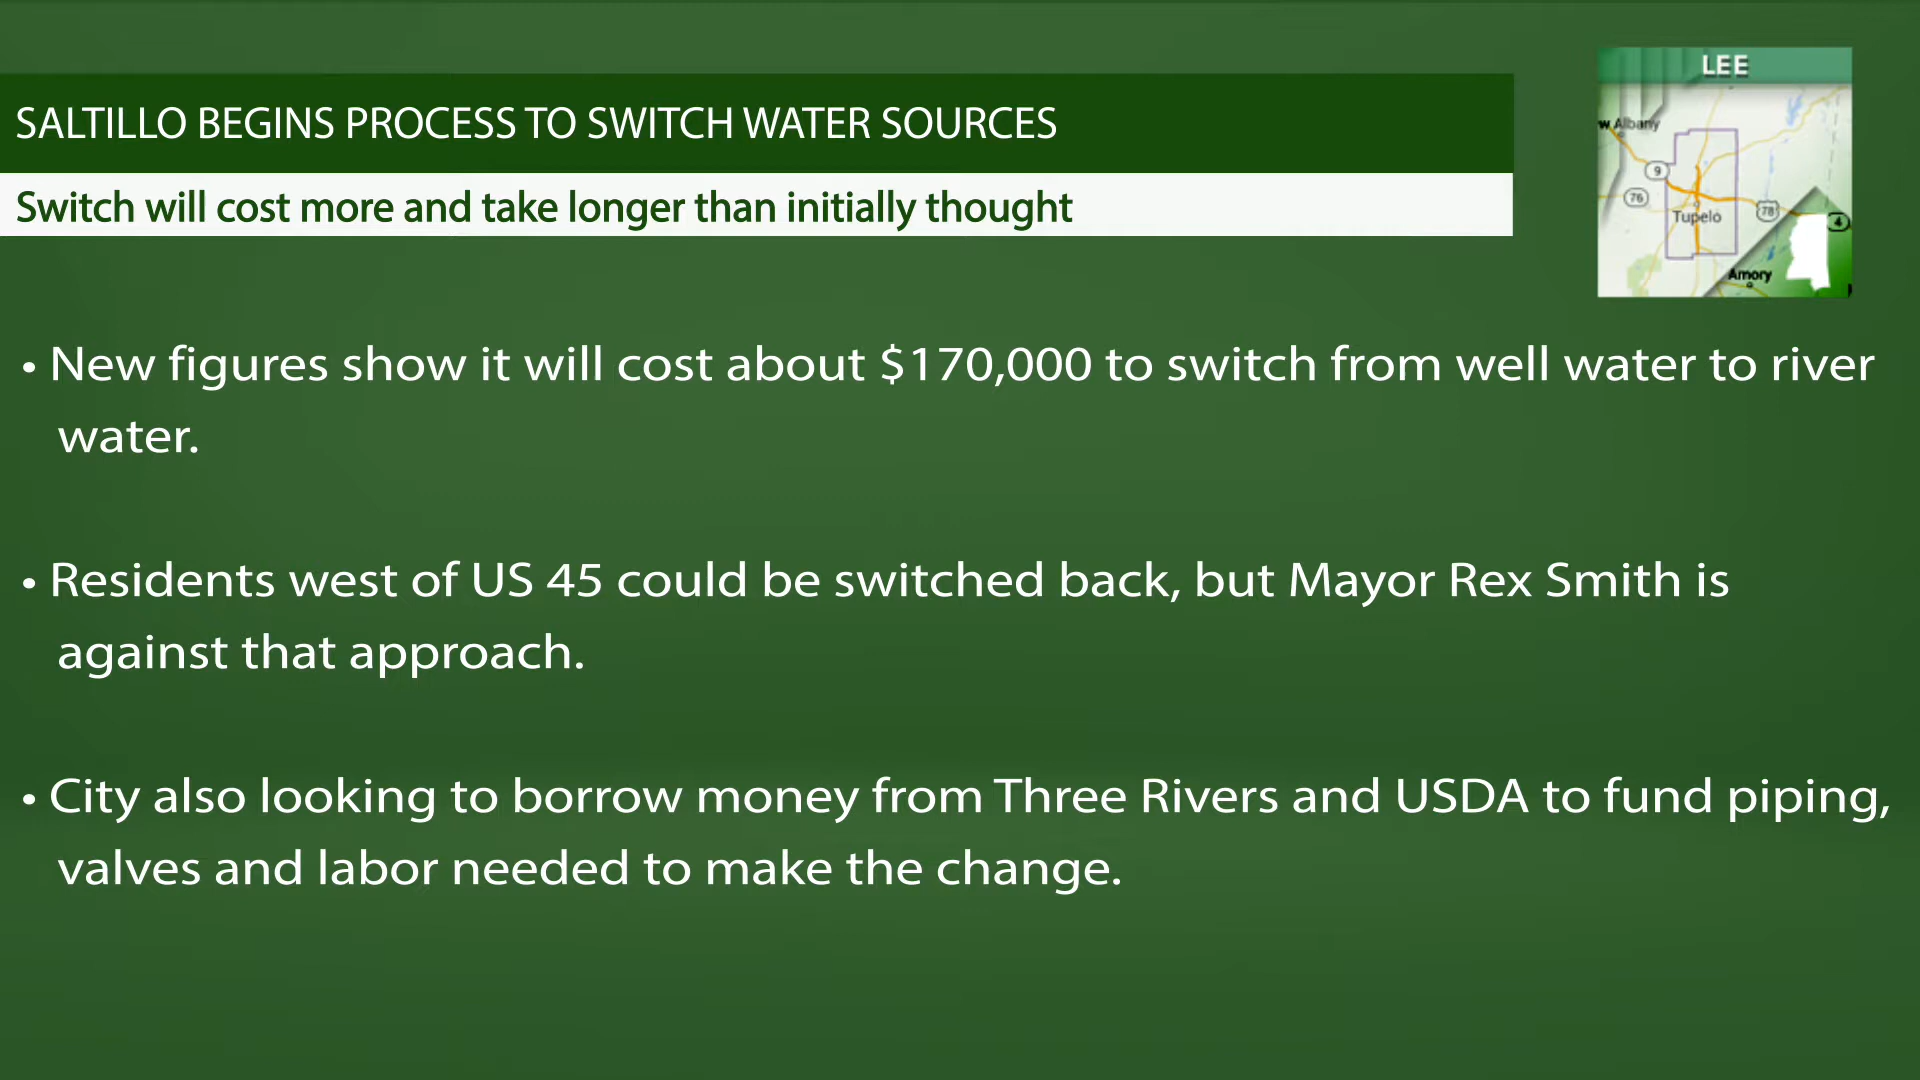 LEE
SALTILLO BEGINS PROCESS TO SWITCH WATER SOURCES
Switch will cost more and take longer than initially thought
w Albany
9
76
78
Tupelo
4
Amory
• New figures show it will cost about $170,000 to switch from well water to river
water.
• Residents west of US 45 could be switched back, but Mayor Rex Smith is
against that approach.
• City also looking to borrow money from Three Rivers and USDA to fund piping,
valves and labor needed to make the change.